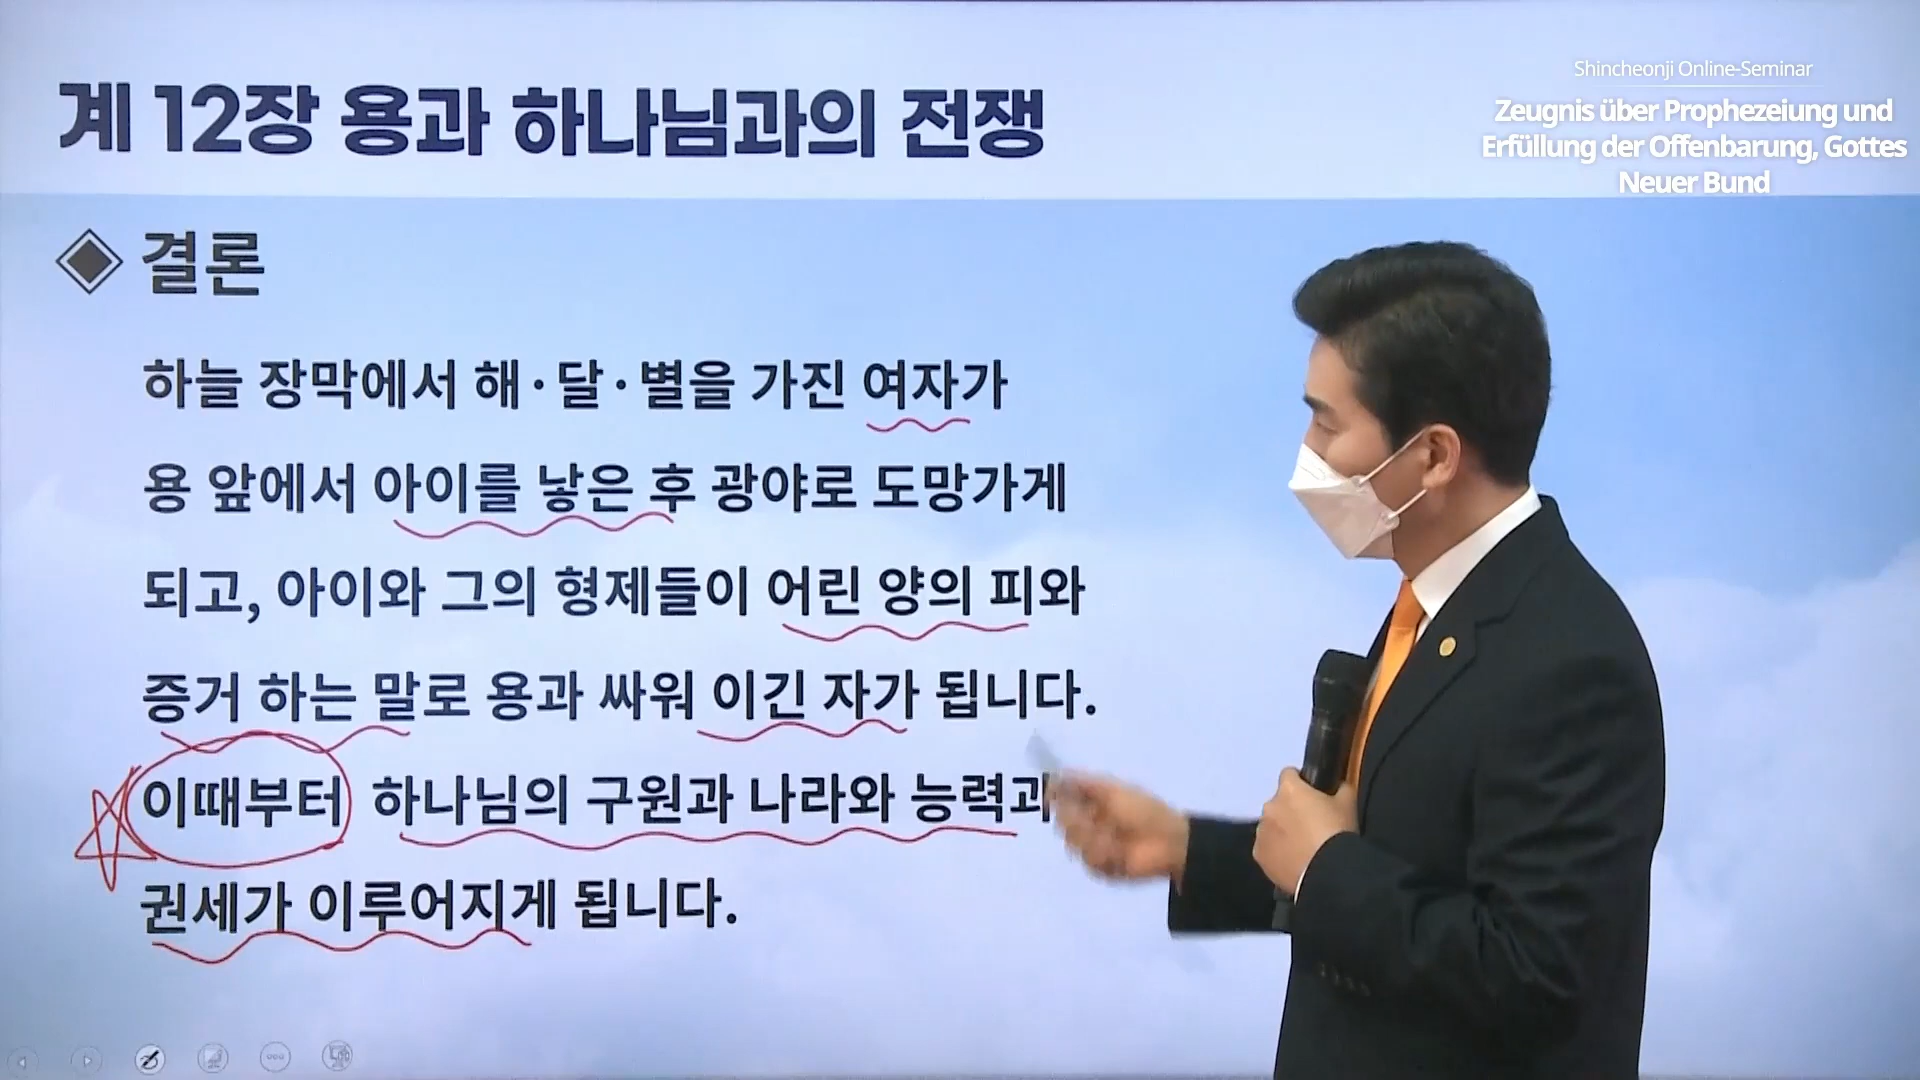 계 12장 용과 하나님과의 전쟁
Shincheonji Online-Seminar
Zeugnis über Prophezeiung und
Erfüllung der Offenbarung, Gottes
Neuer Bund
결론
하늘 장막에서 해·달·별을 가진 여자가
용 앞에서 아이를 낳은 후 광야로 도망가게
되고, 아이와 그의 형제들이 어린 양의 피와
증거 하는 말로 용과 싸워 이긴 자가 됩니다.
이때부터 하나님의 구원과 나라와 능력과
권세가 이루어지게 됩니다.